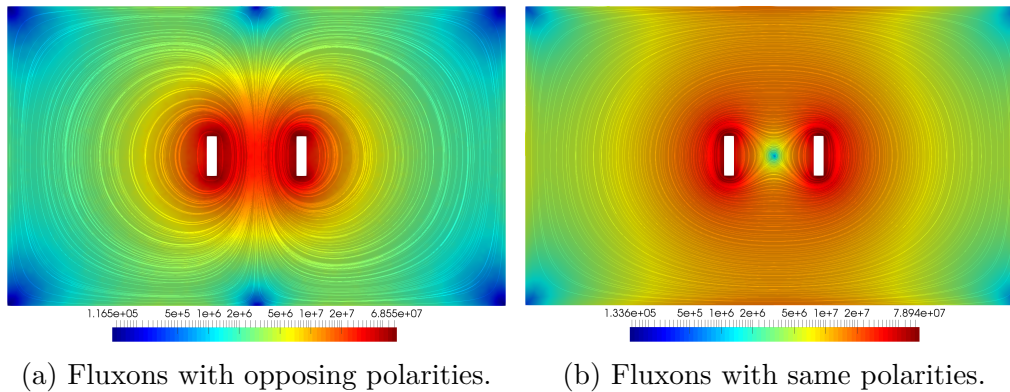 1.165e+05 5e+5 1e+6 2e+6 5e+6 1e+7 2e+7 6.855e+07
1.336e+05 5e+5 1e+6 2e+6 5e+6 1e+7 2e+7 7.894e+07
(a) Fluxons with opposing polarities.
(b) Fluxons with same polarities.